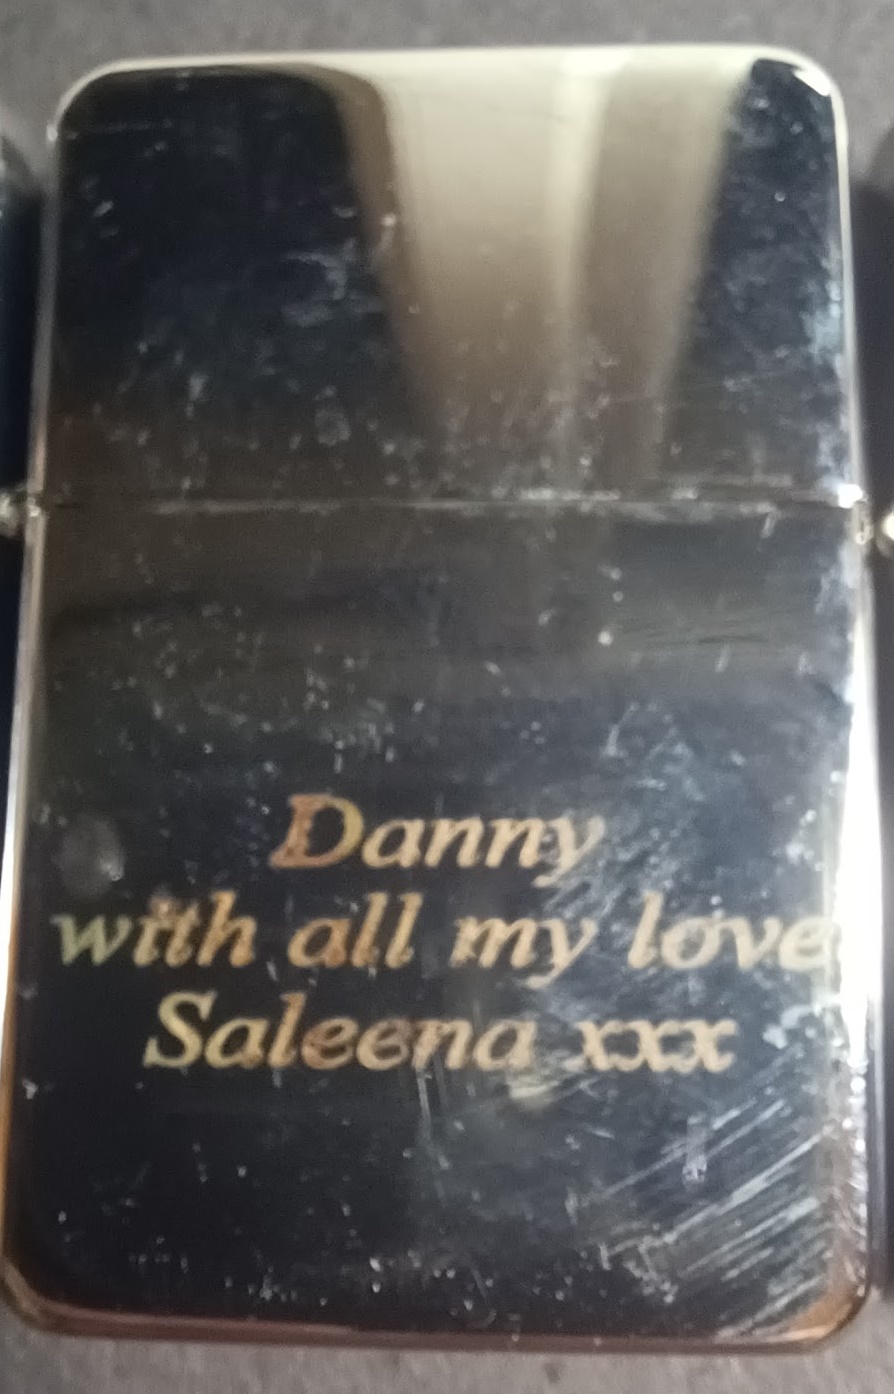 Danny
with all my love
Saleena xxx